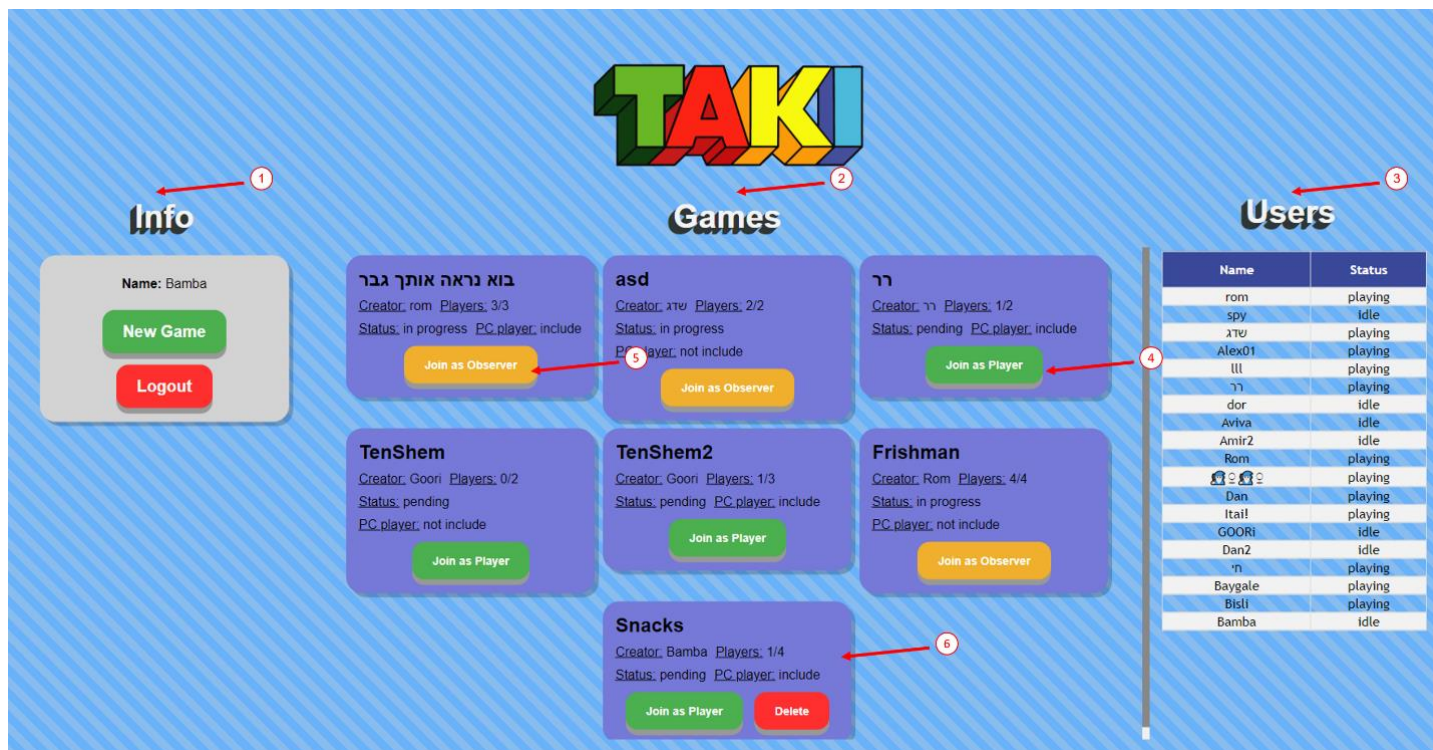 TAKI
1
2
3
Info
Games
Users
Name: Bamba
New Game
Logout
בוא נראה אותך גבר
Creator: rom Players: 3/3
Status: in progress PC player: include
Join as Observer
5
asd
Creator: שדג Players: 2/2
Status: in progress
PC player: not include
Join as Observer
רר
Creator: רר Players: 1/2
Status: pending PC player: include
Join as Player
4
TenShem
Creator: Goori Players: 0/2
Status: pending
PC player: not include
Join as Player
TenShem2
Creator: Goori Players: 1/3
Status: pending PC player: include
Join as Player
Frishman
Creator: Rom Players: 4/4
Status: in progress
PC player: not include
Join as Observer
Snacks
Creator: Bamba Players: 1/4
Status: pending PC player: include
Join as Player Delete
6
Name Status
rom playing
spy idle
שדג playing
Alex01 playing
lll playing
רר playing
dor idle
Aviva idle
Amir2 idle
Rom playing
♀♀ playing
Dan playing
Itai! playing
GOORi idle
Dan2 idle
חי playing
Baygale playing
Bisli playing
Bamba idle